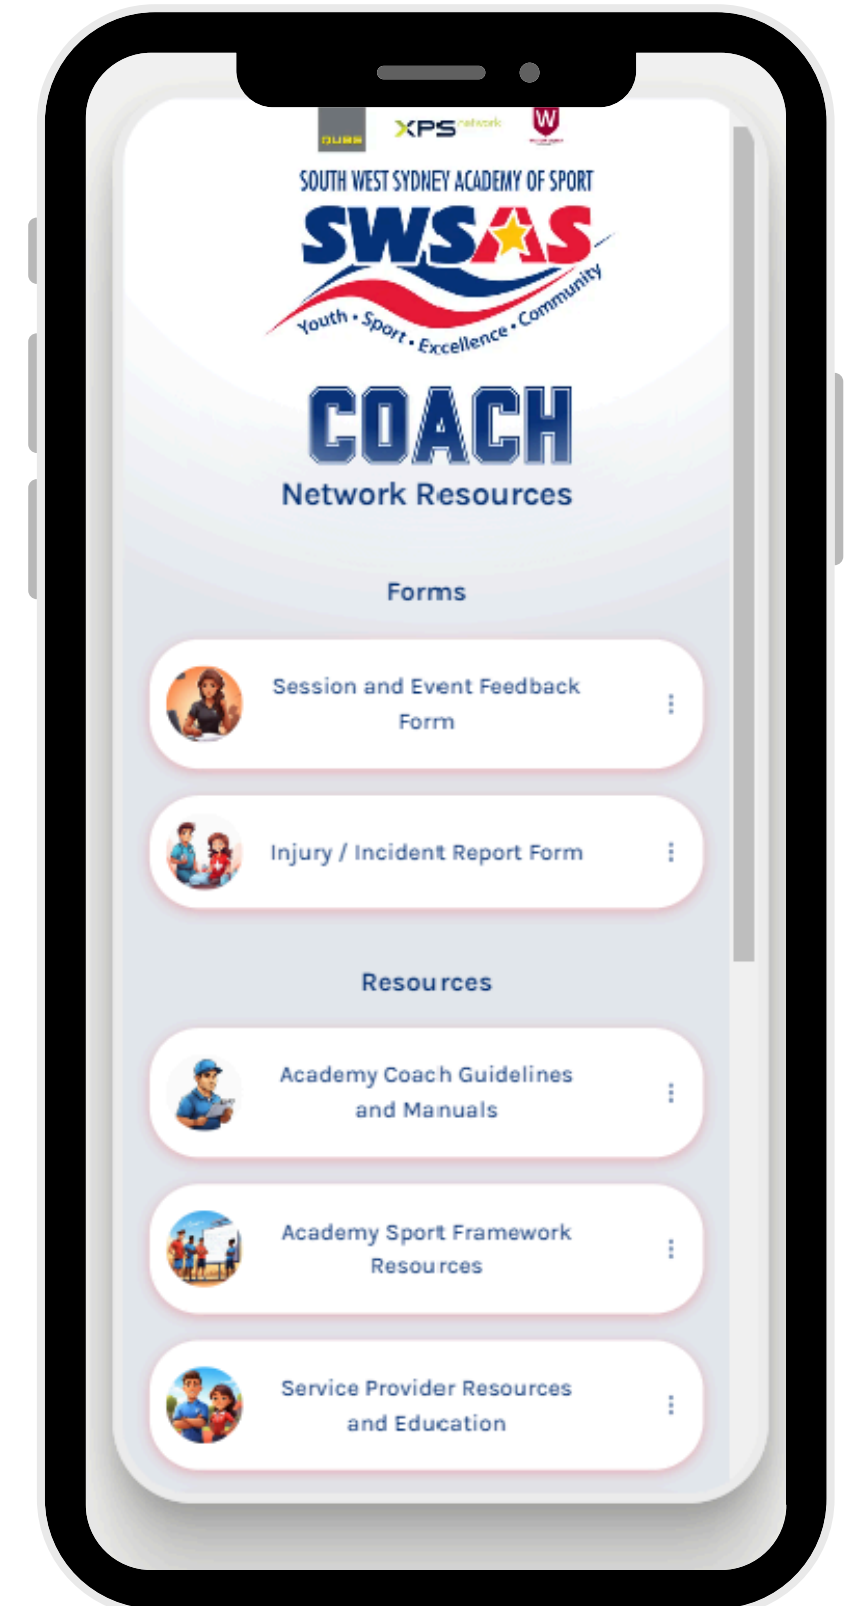 QUBE
XPS network
W
SOUTH WEST SYDNEY ACADEMY OF SPORT
SWSAS
Youth • Sport • Excellence • Community
COACH
Network Resources
Forms
Session and Event Feedback
Form
Injury / Incident Report Form
Resources
Academy Coach Guidelines
and Manuals
Academy Sport Framework
Resources
Service Provider Resources
and Education